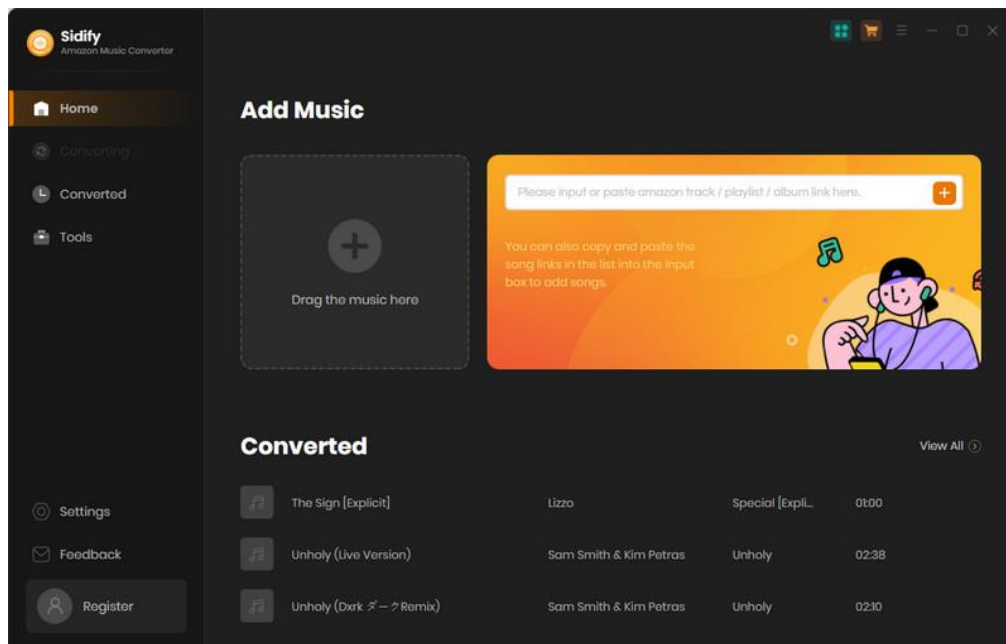 Sidify
Amazon Music Converter
Home
Converting
Converted
Tools
Settings
Feedback
Register
Add Music
Drag the music here
Please input or paste amazon track / playlist / album link here.
You can also copy and paste the
song links in the list into the input
box to add songs.
Converted
View All
The Sign [Explicit] Lizzo Special [Expli... 01:00
Unholy (Live Version) Sam Smith & Kim Petras Unholy 02:38
Unholy (Dxrk ダーク Remix) Sam Smith & Kim Petras Unholy 02:10